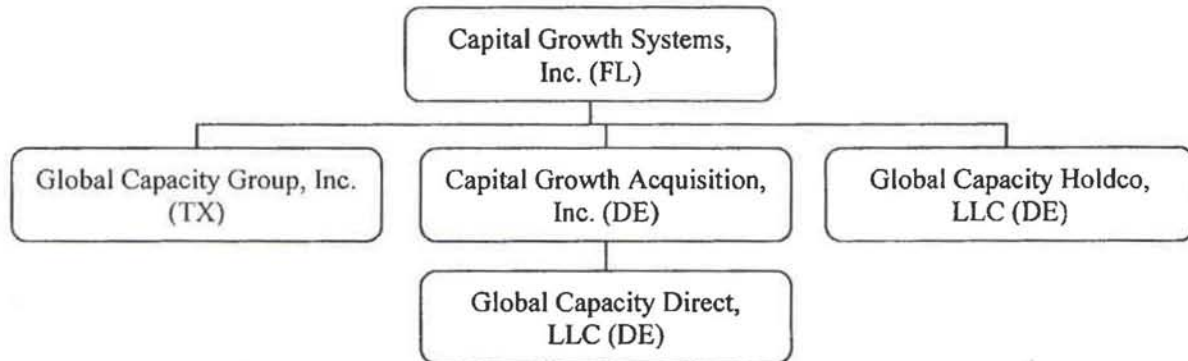 Capital Growth Systems,
Inc. (FL)
Global Capacity Group, Inc.
(TX)
Capital Growth Acquisition,
Inc. (DE)
Global Capacity Holdco,
LLC (DE)
Global Capacity Direct,
LLC (DE)